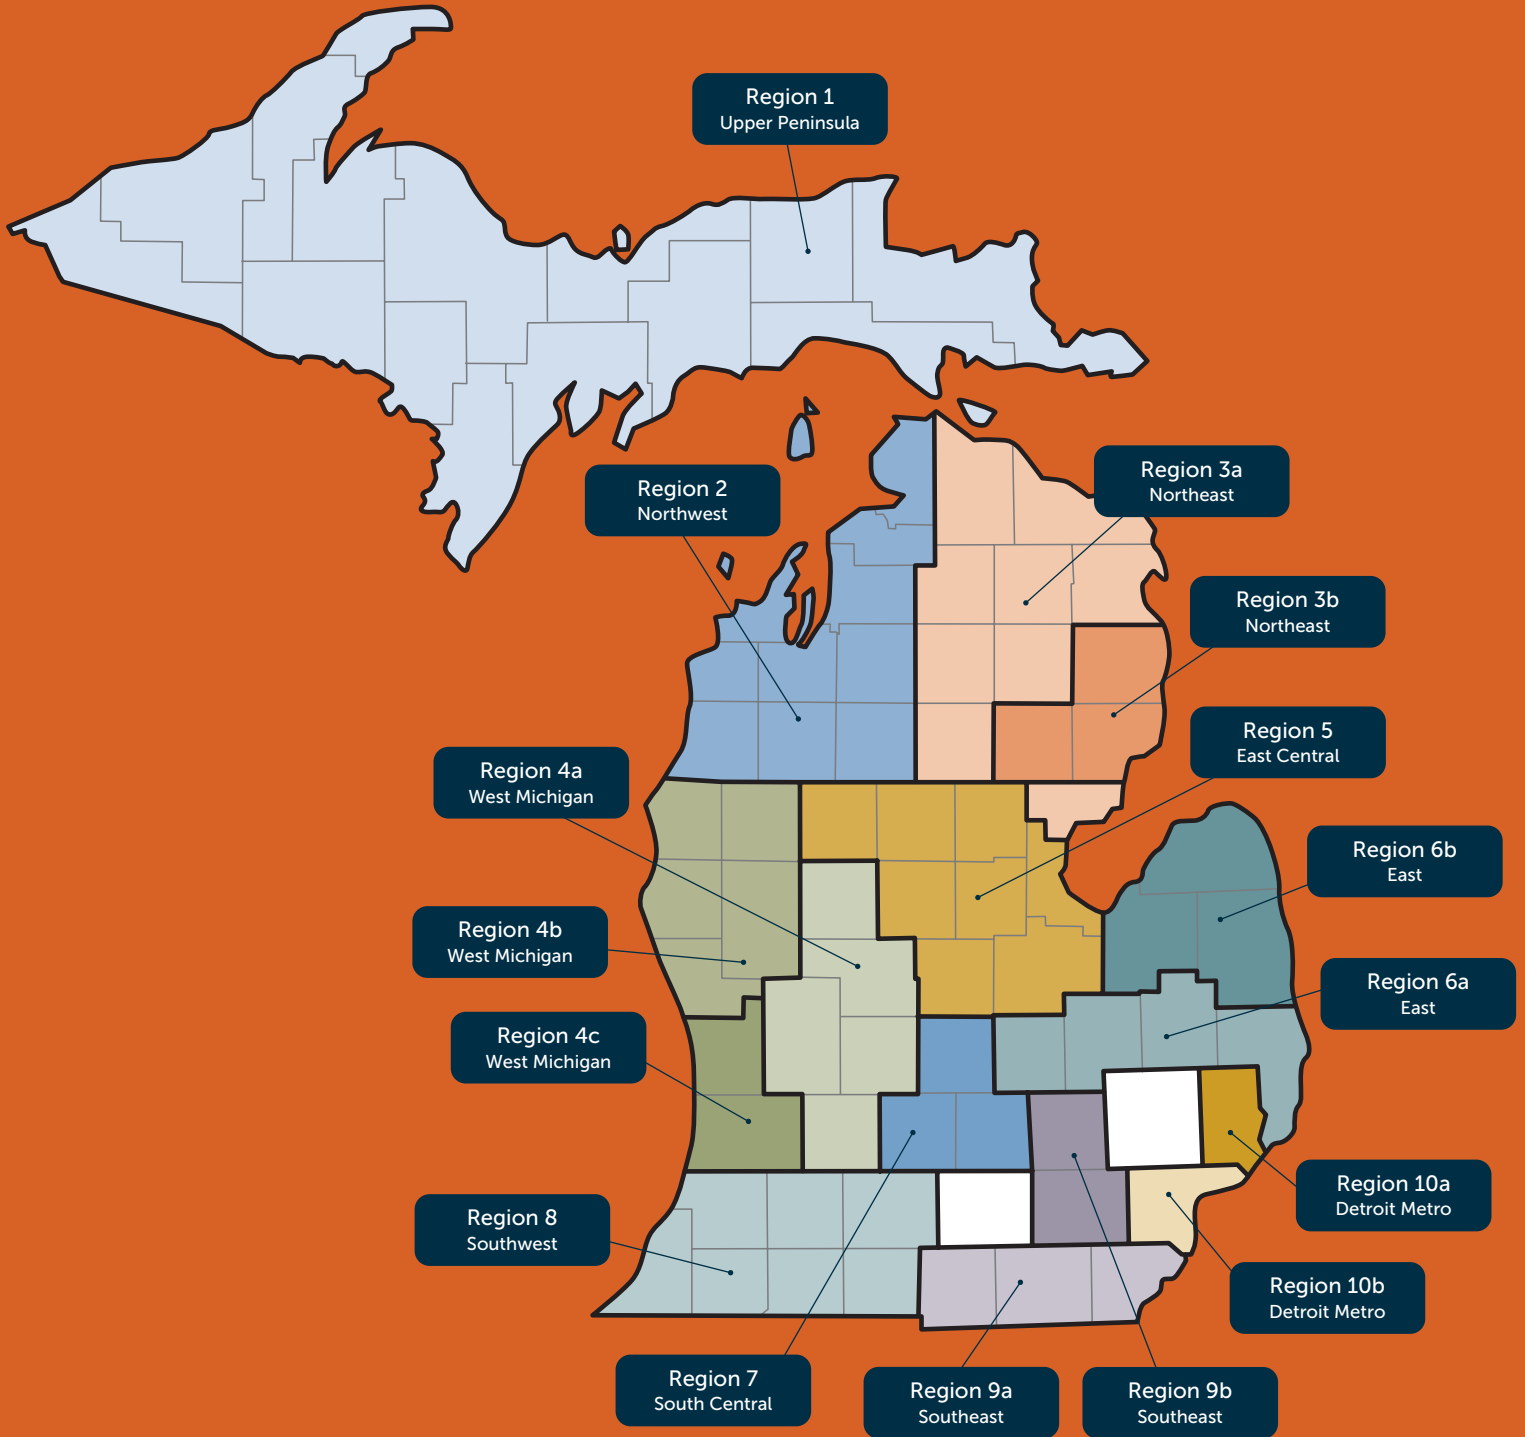 Region 1
Upper Peninsula
Region 3a
Northeast
Region 2
Northwest
Region 3b
Northeast
Region 5
East Central
Region 4a
West Michigan
Region 6b
East
Region 4b
West Michigan
Region 6a
East
Region 4c
West Michigan
Region 10a
Detroit Metro
Region 8
Southwest
Region 10b
Detroit Metro
Region 7
South Central
Region 9a
Southeast
Region 9b
Southeast